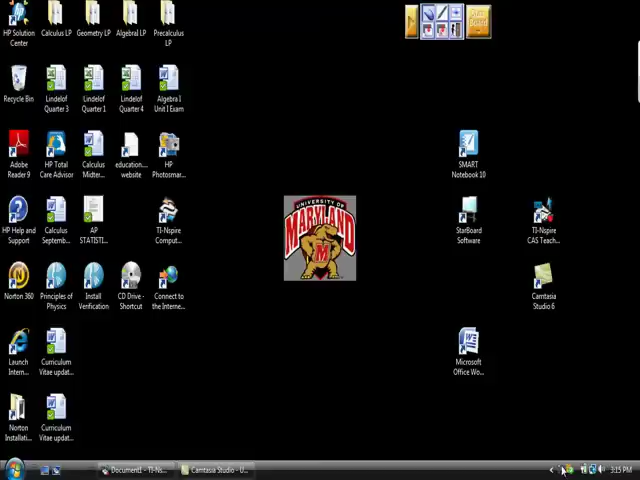 HP Solution
Center
Calculus LP
Geometry LP
Algebral LP
Precalculus
LP
Recycle Bin
Lindelof
Quarter 3
Lindelof
Quarter 1
Lindelof
Quarter 4
Algebra I
Unit I Exam
Adobe
Reader 9
HP Total
Care Advisor
Calculus
Midter...
education....
website
HP
Photosmar...
SMART
Notebook 10
HP Help and
Support
Calculus
Septemb...
AP
STATISTI...
TI-Nspire
Comput...
UNIVERSITY OF
MARYLAND
M
StarBoard
Software
TI-Nspire
CAS Teach...
Norton 360
Principles of
Physics
Install
Verification
CD Drive -
Shortcut
Connect to
the Interne...
Camtasia
Studio 6
Launch
Intern...
Curriculum
Vitae updat...
Microsoft
Office Wo...
Norton
Installati...
Curriculum
Vitae updat...
Document1 - TI-Ns...
Camtasia Studio - U...
3:15 PM